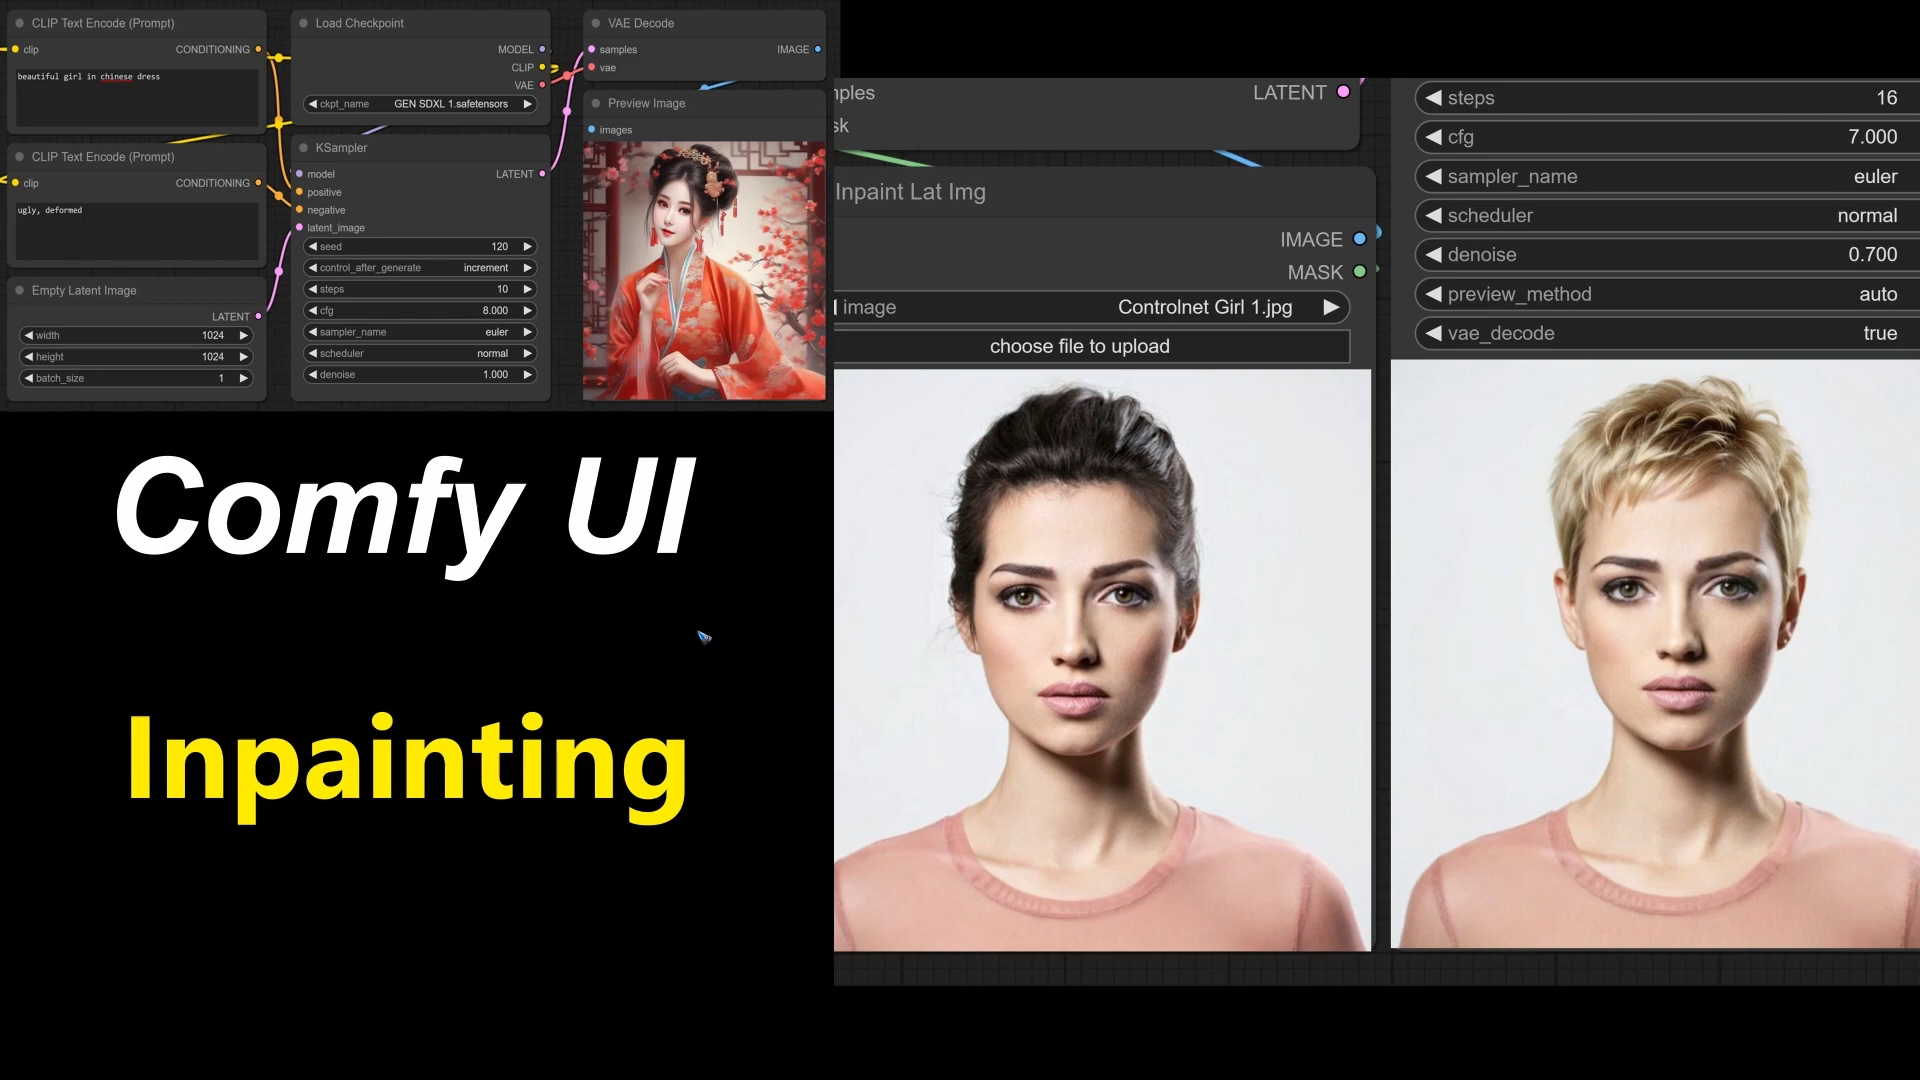 CLIP Text Encode (Prompt)
clip
CONDITIONING
beautiful girl in chinese dress
CLIP Text Encode (Prompt)
clip
CONDITIONING
ugly, deformed
Empty Latent Image
LATENT
width 1024
height 1024
batch_size 1
Load Checkpoint
MODEL
CLIP
VAE
ckpt_name GEN SDXL 1.safetensors
KSampler
model LATENT
positive
negative
latent_image
seed 120
control_after_generate increment
steps 10
cfg 8.000
sampler_name euler
scheduler normal
denoise 1.000
VAE Decode
samples IMAGE
vae
Preview Image
images
Comfy UI
Inpainting
LATENT
Inpaint Lat Img
IMAGE
MASK
image Controlnet Girl 1.jpg
choose file to upload
steps 16
cfg 7.000
sampler_name euler
scheduler normal
denoise 0.700
preview_method auto
vae_decode true